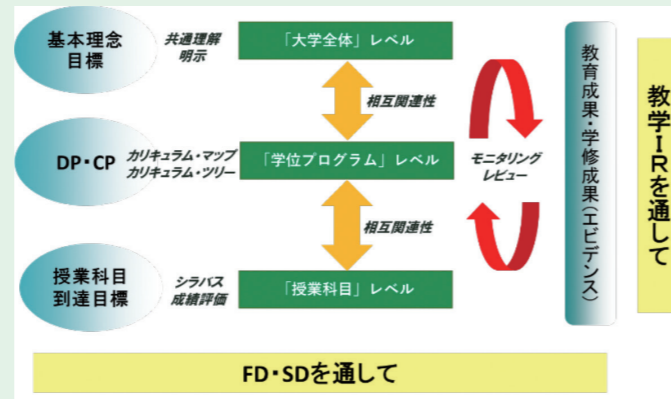 基本理念
目標
共通理解
明示
「大学全体」レベル
相互関連性
DP・CP
カリキュラム・マップ
カリキュラム・ツリー
「学位プログラム」レベル
モニタリング
レビュー
相互関連性
授業科目
到達目標
シラバス
成績評価
「授業科目」レベル
教育成果・学修成果(エビデンス)
教学IRを通して
FD・SDを通して